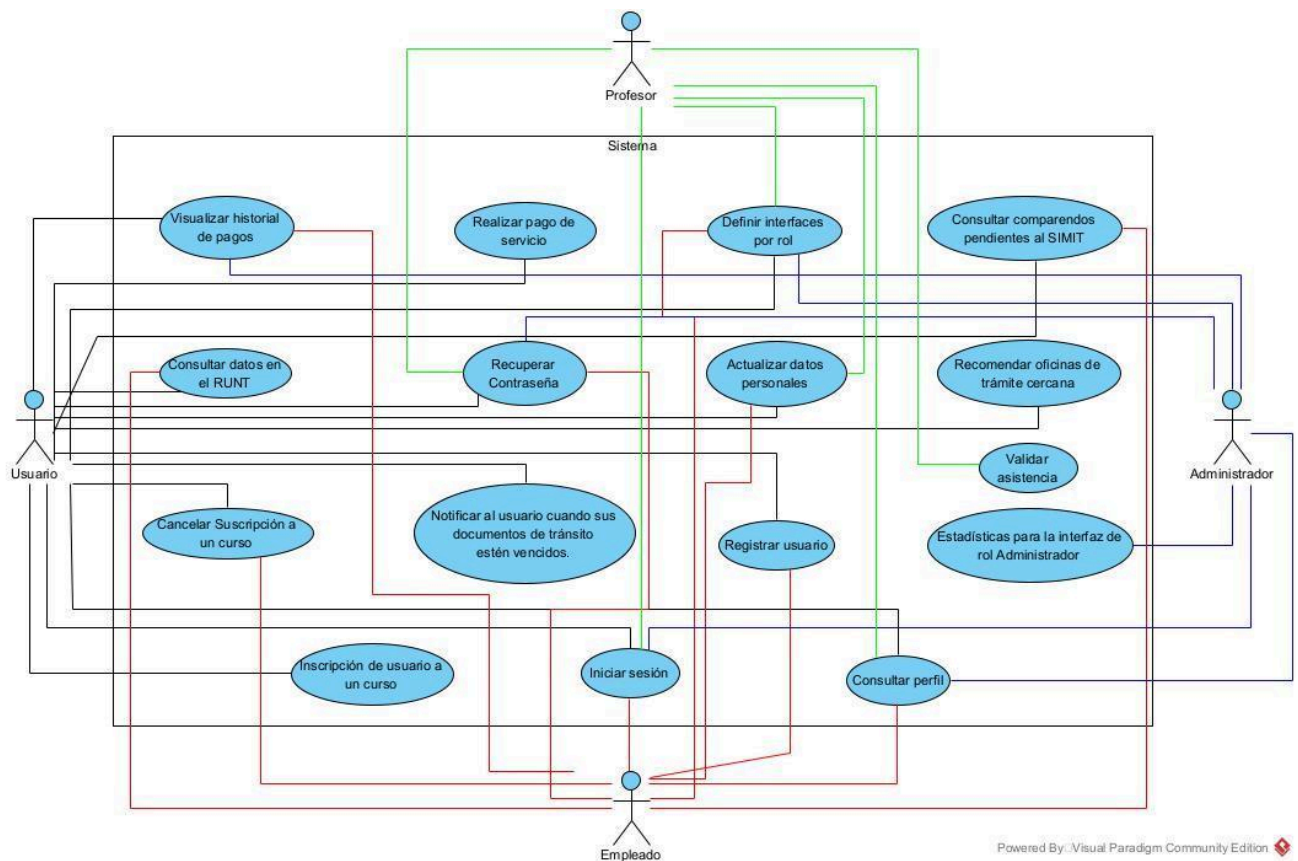 Profesor
Sistema
Visualizar historial
de pagos
Realizar pago de
servicio
Definir interfaces
por rol
Consultar comparendos
pendientes al SIMIT
Consultar datos en
el RUNT
Recuperar
Contraseña
Actualizar datos
personales
Recomendar oficinas de
trámite cercana
Usuario
Administrador
Validar
asistencia
Cancelar Suscripción a
un curso
Notificar al usuario cuando sus
documentos de tránsito
estén vencidos.
Registrar usuario
Estadísticas para la interfaz de
rol Administrador
Inscripción de usuario a
un curso
Iniciar sesión
Consultar perfil
Empleado
Powered By Visual Paradigm Community Edition